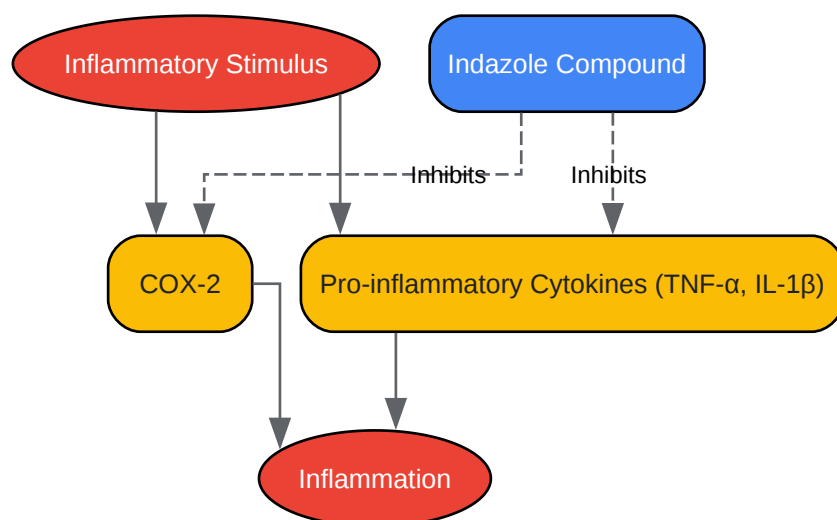 Inflammatory Stimulus
Indazole Compound
Inhibits
Inhibits
COX-2
Pro-inflammatory Cytokines (TNF-α, IL-1β)
Inflammation